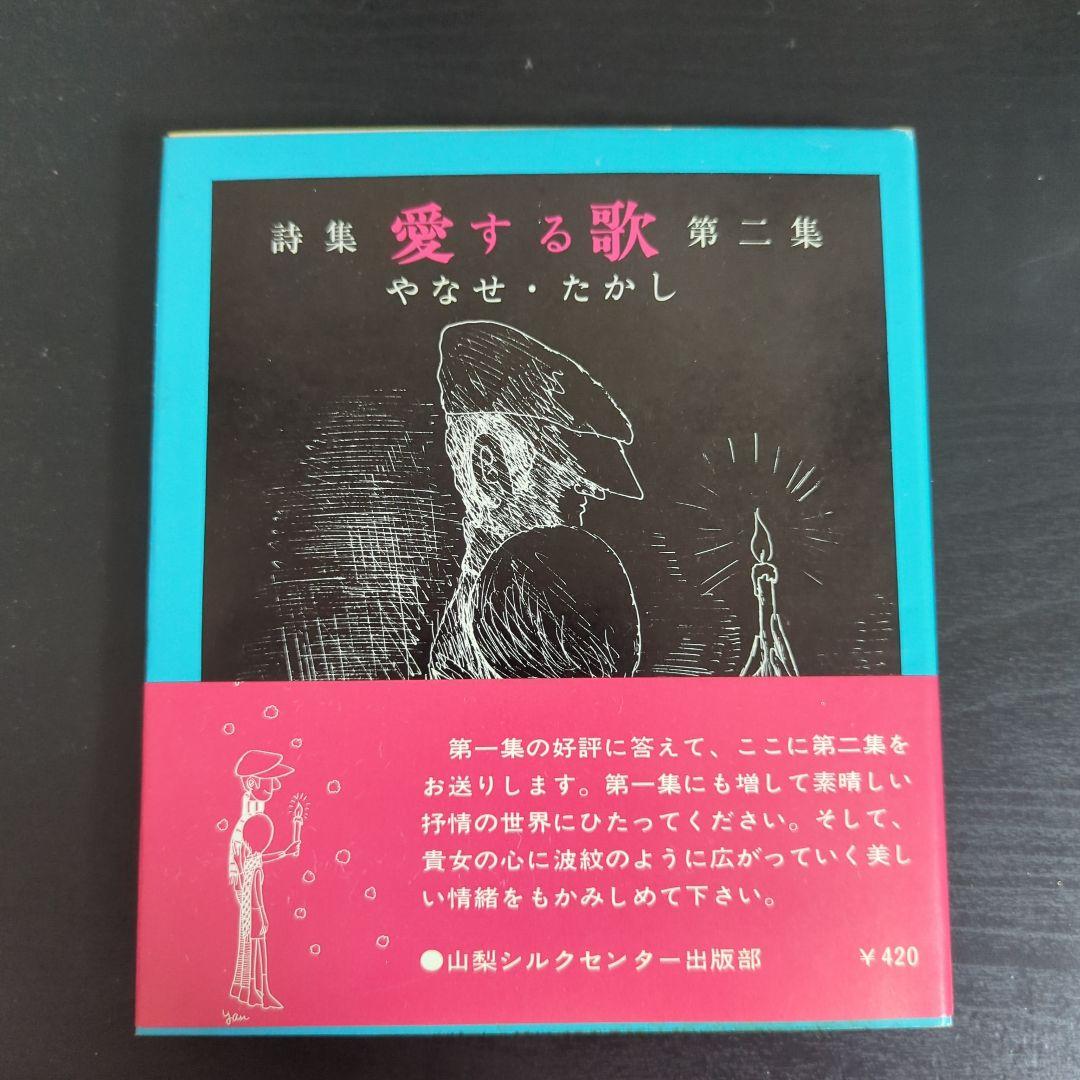 詩集 愛する歌 第二集
やなせ・たかし
第一集の好評に答えて、ここに第二集を
お送りします。第一集にも増して素晴しい
抒情の世界にひたってください。そして、
貴女の心に波紋のように広がっていく美し
い情緒をもかみしめて下さい。
●山梨シルクセンター出版部 ¥420
yan